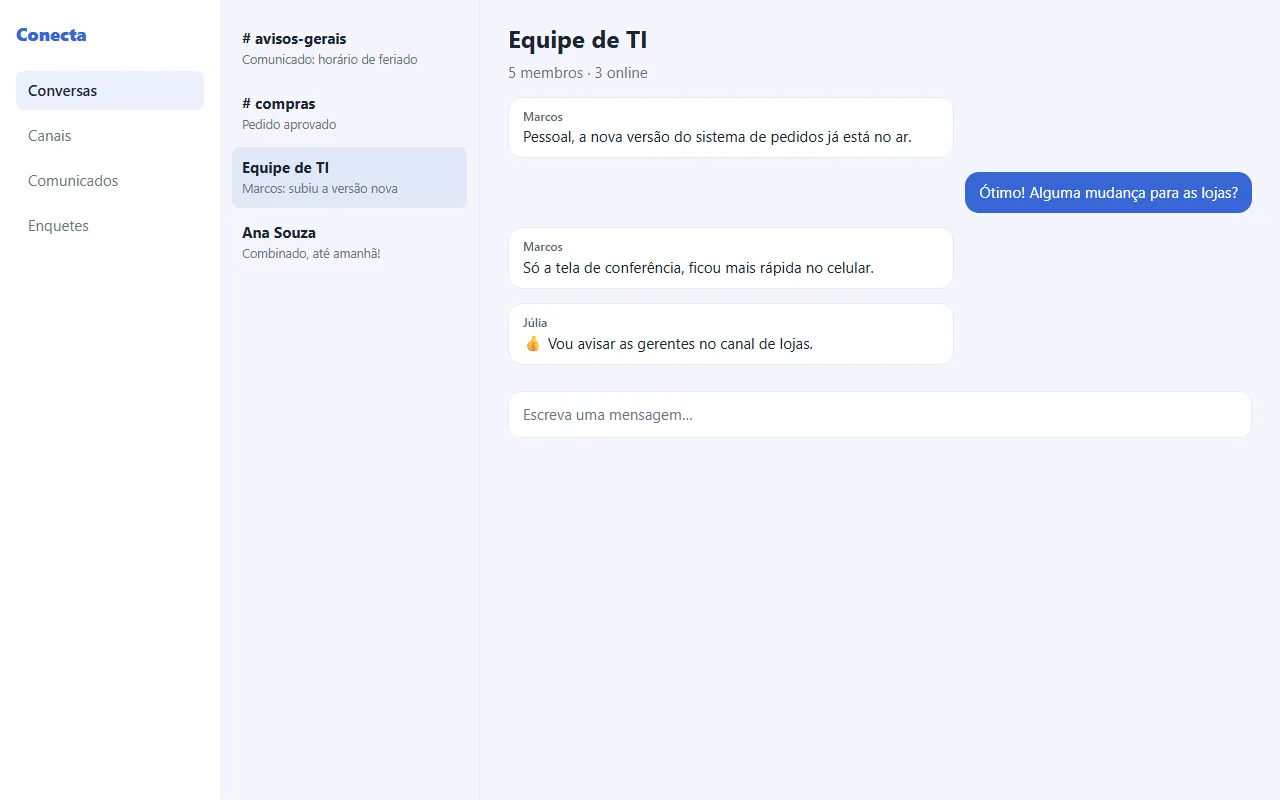 Conecta
Conversas
Canais
Comunicados
Enquetes
# avisos-gerais
Comunicado: horário de feriado
# compras
Pedido aprovado
Equipe de TI
Marcos: subiu a versão nova
Ana Souza
Combinado, até amanhã!
Equipe de TI
5 membros · 3 online
Marcos
Pessoal, a nova versão do sistema de pedidos já está no ar.
Ótimo! Alguma mudança para as lojas?
Marcos
Só a tela de conferência, ficou mais rápida no celular.
Júlia
👍 Vou avisar as gerentes no canal de lojas.
Escreva uma mensagem...